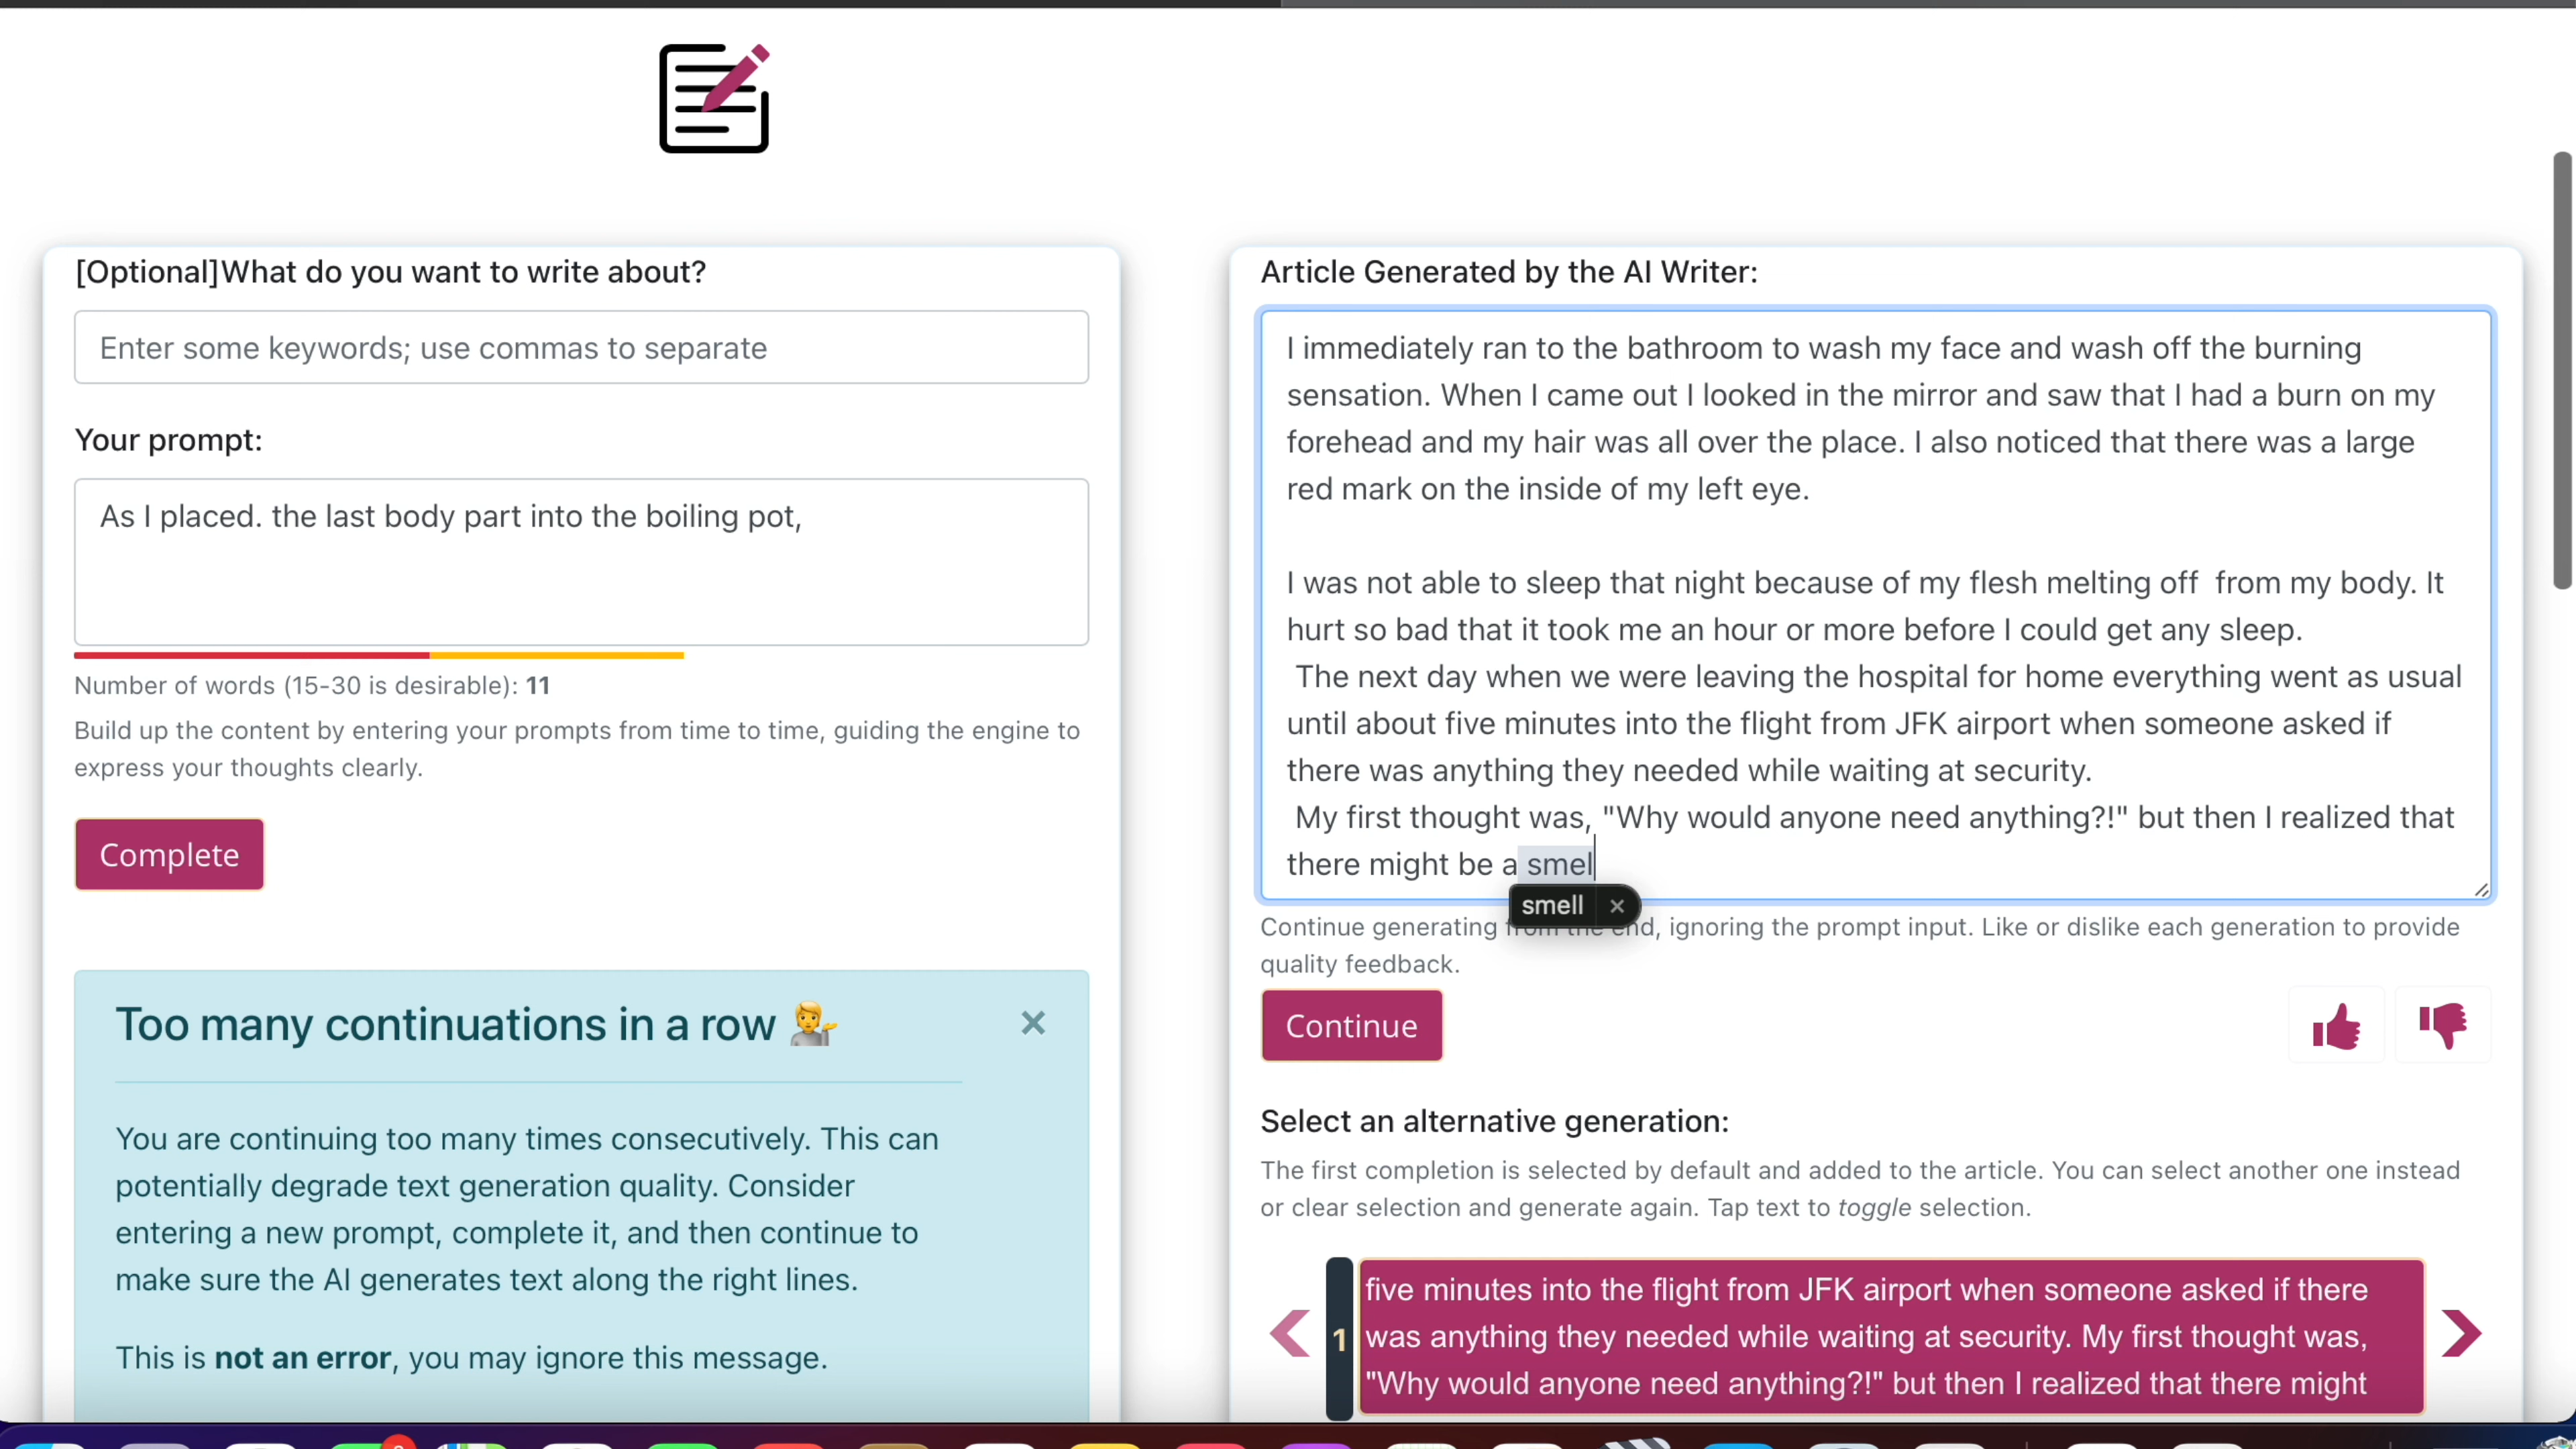 [Optional]What do you want to write about?
Enter some keywords; use commas to separate
Your prompt:
As I placed. the last body part into the boiling pot,
Number of words (15-30 is desirable): 11
Build up the content by entering your prompts from time to time, guiding the engine to
express your thoughts clearly.
Complete
Too many continuations in a row
You are continuing too many times consecutively. This can
potentially degrade text generation quality. Consider
entering a new prompt, complete it, and then continue to
make sure the AI generates text along the right lines.
This is not an error, you may ignore this message.
Article Generated by the AI Writer:
I immediately ran to the bathroom to wash my face and wash off the burning
sensation. When I came out I looked in the mirror and saw that I had a burn on my
forehead and my hair was all over the place. I also noticed that there was a large
red mark on the inside of my left eye.
I was not able to sleep that night because of my flesh melting off  from my body. It
hurt so bad that it took me an hour or more before I could get any sleep.
The next day when we were leaving the hospital for home everything went as usual
until about five minutes into the flight from JFK airport when someone asked if
there was anything they needed while waiting at security.
My first thought was, "Why would anyone need anything?!" but then I realized that
there might be a smel
smell ×
Continue generating from the end, ignoring the prompt input. Like or dislike each generation to provide
quality feedback.
Continue
Select an alternative generation:
The first completion is selected by default and added to the article. You can select another one instead
or clear selection and generate again. Tap text to toggle selection.
1
five minutes into the flight from JFK airport when someone asked if there
was anything they needed while waiting at security. My first thought was,
"Why would anyone need anything?!" but then I realized that there might